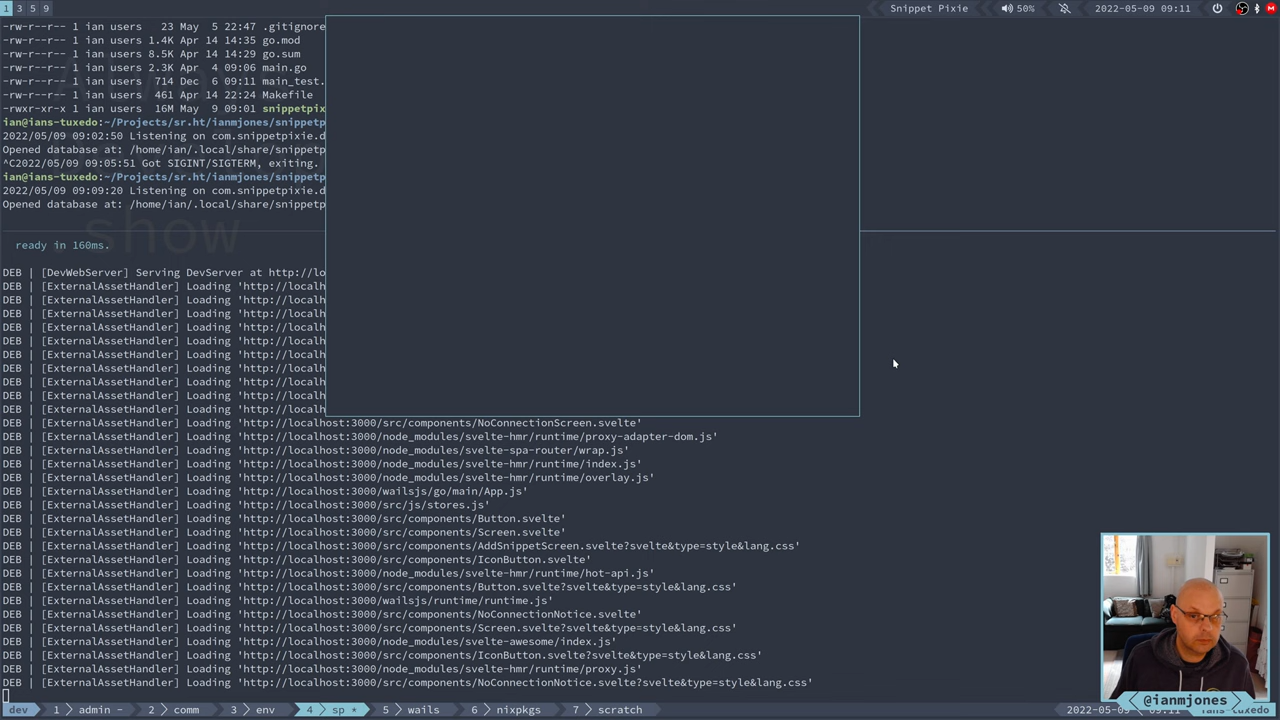 1 3 5 9
Snippet Pixie 50% 2022-05-09 09:11
-rw-r--r-- 1 ian users 23 May 5 22:47 .gitignore
-rw-r--r-- 1 ian users 1.4K Apr 14 14:35 go.mod
-rw-r--r-- 1 ian users 8.5K Apr 14 14:29 go.sum
-rw-r--r-- 1 ian users 2.3K Apr 4 09:06 main.go
-rw-r--r-- 1 ian users 714 Dec 6 09:11 main_test.
-rw-r--r-- 1 ian users 461 Apr 14 22:24 Makefile
-rwxr-xr-x 1 ian users 16M May 9 09:01 snippetpix
ian@ians-tuxedo:~/Projects/sr.ht/ianmjones/snippetp
2022/05/09 09:02:50 Listening on com.snippetpixie.d
Opened database at: /home/ian/.local/share/snippetp
^C2022/05/09 09:05:51 Got SIGINT/SIGTERM, exiting.
ian@ians-tuxedo:~/Projects/sr.ht/ianmjones/snippetp
2022/05/09 09:09:20 Listening on com.snippetpixie.d
Opened database at: /home/ian/.local/share/snippetp
show
ready in 160ms.
DEB | [DevWebServer] Serving DevServer at http://lo
DEB | [ExternalAssetHandler] Loading 'http://localh
DEB | [ExternalAssetHandler] Loading 'http://localh
DEB | [ExternalAssetHandler] Loading 'http://localh
DEB | [ExternalAssetHandler] Loading 'http://localh
DEB | [ExternalAssetHandler] Loading 'http://localh
DEB | [ExternalAssetHandler] Loading 'http://localh
DEB | [ExternalAssetHandler] Loading 'http://localh
DEB | [ExternalAssetHandler] Loading 'http://localh
DEB | [ExternalAssetHandler] Loading 'http://localh
DEB | [ExternalAssetHandler] Loading 'http://localh
DEB | [ExternalAssetHandler] Loading 'http://localhost:3000/src/components/NoConnectionScreen.svelte'
DEB | [ExternalAssetHandler] Loading 'http://localhost:3000/node_modules/svelte-hmr/runtime/proxy-adapter-dom.js'
DEB | [ExternalAssetHandler] Loading 'http://localhost:3000/node_modules/svelte-spa-router/wrap.js'
DEB | [ExternalAssetHandler] Loading 'http://localhost:3000/node_modules/svelte-hmr/runtime/index.js'
DEB | [ExternalAssetHandler] Loading 'http://localhost:3000/node_modules/svelte-hmr/runtime/overlay.js'
DEB | [ExternalAssetHandler] Loading 'http://localhost:3000/wailsjs/go/main/App.js'
DEB | [ExternalAssetHandler] Loading 'http://localhost:3000/src/js/stores.js'
DEB | [ExternalAssetHandler] Loading 'http://localhost:3000/src/components/Button.svelte'
DEB | [ExternalAssetHandler] Loading 'http://localhost:3000/src/components/Screen.svelte'
DEB | [ExternalAssetHandler] Loading 'http://localhost:3000/src/components/AddSnippetScreen.svelte?svelte&type=style&lang.css'
DEB | [ExternalAssetHandler] Loading 'http://localhost:3000/src/components/IconButton.svelte'
DEB | [ExternalAssetHandler] Loading 'http://localhost:3000/node_modules/svelte-hmr/runtime/hot-api.js'
DEB | [ExternalAssetHandler] Loading 'http://localhost:3000/src/components/Button.svelte?svelte&type=style&lang.css'
DEB | [ExternalAssetHandler] Loading 'http://localhost:3000/wailsjs/runtime/runtime.js'
DEB | [ExternalAssetHandler] Loading 'http://localhost:3000/src/components/NoConnectionNotice.svelte'
DEB | [ExternalAssetHandler] Loading 'http://localhost:3000/src/components/Screen.svelte?svelte&type=style&lang.css'
DEB | [ExternalAssetHandler] Loading 'http://localhost:3000/node_modules/svelte-awesome/index.js'
DEB | [ExternalAssetHandler] Loading 'http://localhost:3000/src/components/IconButton.svelte?svelte&type=style&lang.css'
DEB | [ExternalAssetHandler] Loading 'http://localhost:3000/node_modules/svelte-hmr/runtime/proxy.js'
DEB | [ExternalAssetHandler] Loading 'http://localhost:3000/src/components/NoConnectionNotice.svelte?svelte&type=style&lang.css'
@ianmjones
dev 1 admin - 2 comm 3 env 4 sp * 5 wails 6 nixpkgs 7 scratch 2022-05-09 09:11 ians-tuxedo